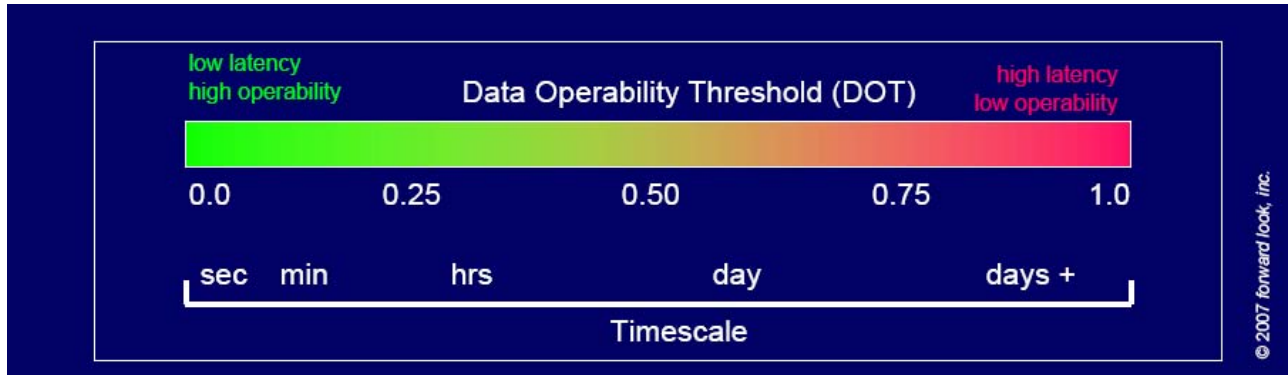 low latency
high operability
Data Operability Threshold (DOT)
high latency
low operability
0.0 0.25 0.50 0.75 1.0
sec min hrs day days +
Timescale
© 2007 forward look, inc.